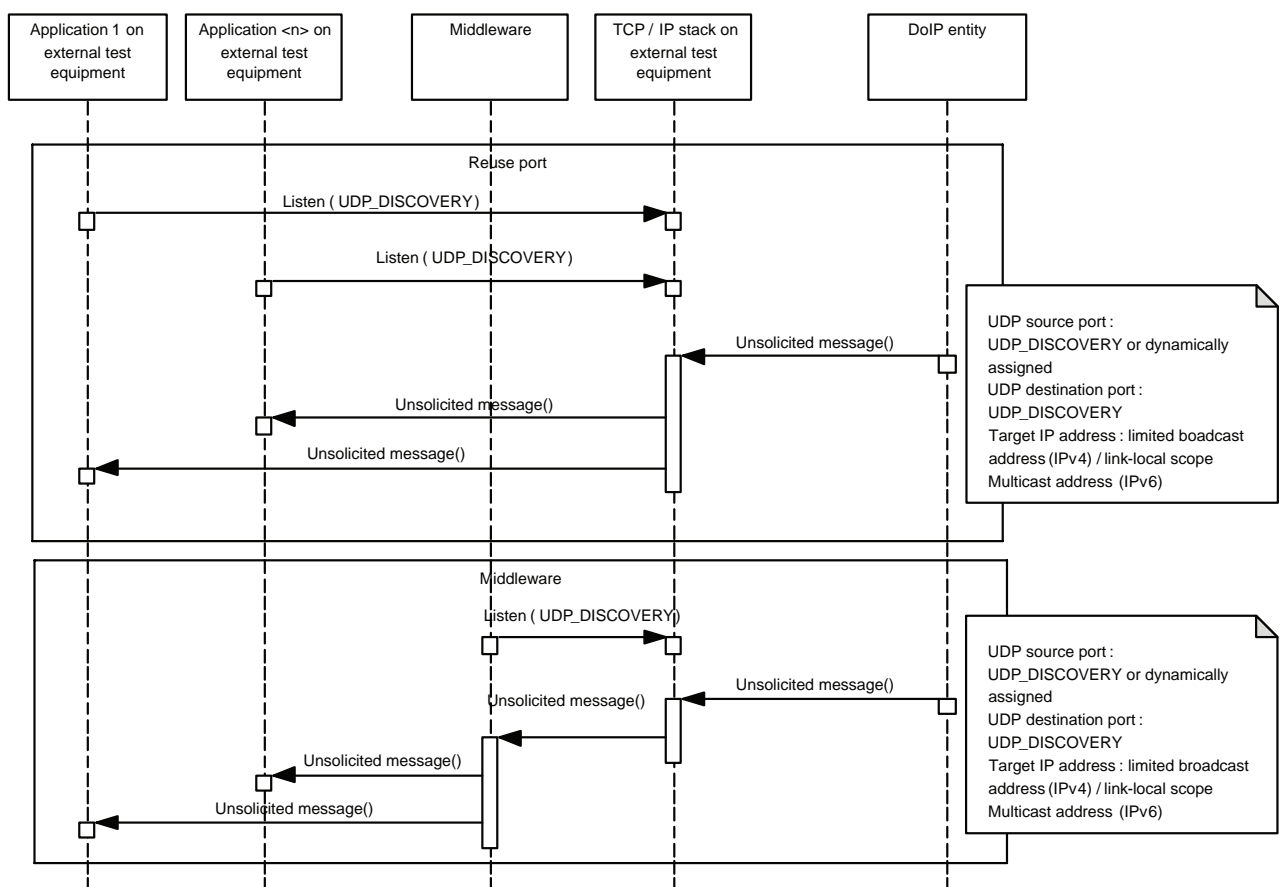 Application 1 on
external test
equipment
Application <n> on
external test
equipment
Middleware
TCP / IP stack on
external test
equipment
DoIP entity
Reuse port
Listen ( UDP_DISCOVERY)
Listen ( UDP_DISCOVERY)
Unsolicited message()
Unsolicited message()
Unsolicited message()
UDP source port :
UDP_DISCOVERY or dynamically
assigned
UDP destination port :
UDP_DISCOVERY
Target IP address : limited boadcast
address (IPv4) / link-local scope
Multicast address (IPv6)
Middleware
Listen ( UDP_DISCOVERY)
Unsolicited message()
Unsolicited message()
Unsolicited message()
Unsolicited message()
UDP source port :
UDP_DISCOVERY or dynamically
assigned
UDP destination port :
UDP_DISCOVERY
Target IP address : limited broadcast
address (IPv4) / link-local scope
Multicast address (IPv6)